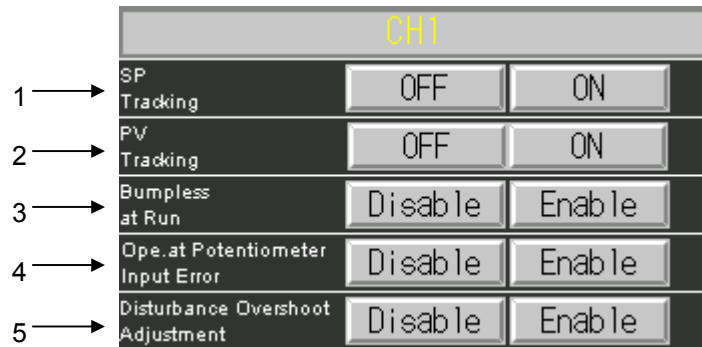 CH1
1 SP
Tracking OFF ON
2 PV
Tracking OFF ON
3 Bumpless
at Run Disable Enable
4 Ope.at Potentiometer
Input Error Disable Enable
5 Disturbance Overshoot
Adjustment Disable Enable